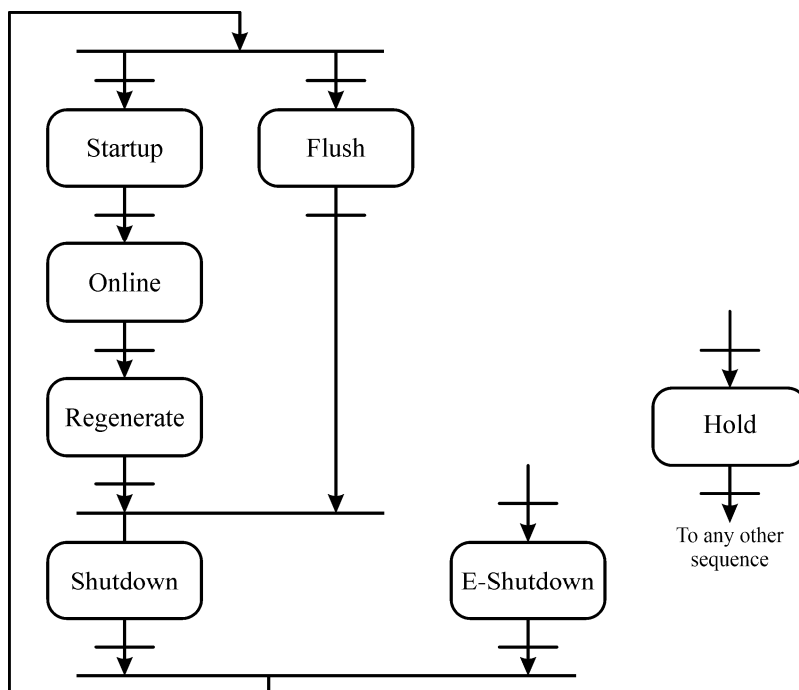 Startup
Flush
Online
Regenerate
Hold
To any other
sequence
Shutdown
E-Shutdown